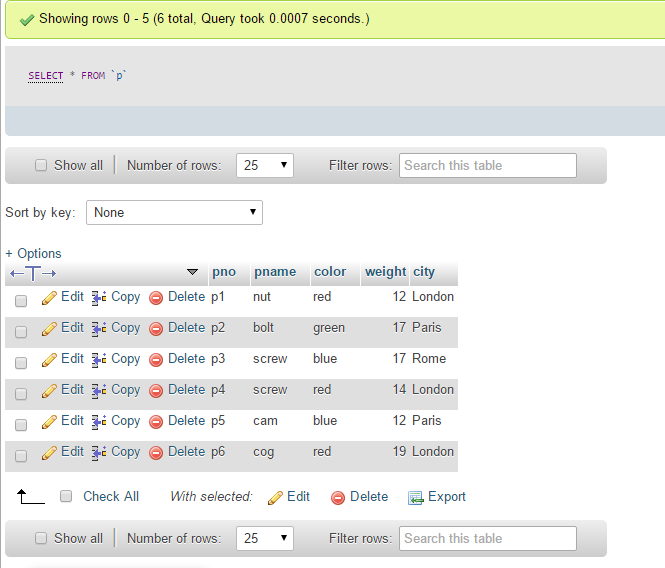 Showing rows 0 - 5 (6 total, Query took 0.0007 seconds.)
SELECT * FROM `p`
Show all Number of rows: 25 Filter rows: Search this table
Sort by key: None
+ Options
←T→ pno pname color weight city
Edit Copy Delete p1 nut red 12 London
Edit Copy Delete p2 bolt green 17 Paris
Edit Copy Delete p3 screw blue 17 Rome
Edit Copy Delete p4 screw red 14 London
Edit Copy Delete p5 cam blue 12 Paris
Edit Copy Delete p6 cog red 19 London
Check All With selected: Edit Delete Export
Show all Number of rows: 25 Filter rows: Search this table